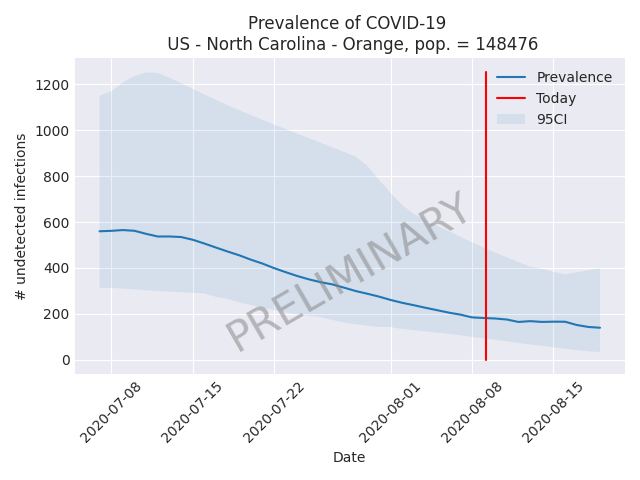 Prevalence of COVID-19
US - North Carolina - Orange, pop. = 148476
Prevalence
Today
95CI
# undetected infections
1200
1000
800
600
400
200
0
PRELIMINARY
2020-07-08
2020-07-15
2020-07-22
2020-08-01
2020-08-08
2020-08-15
Date